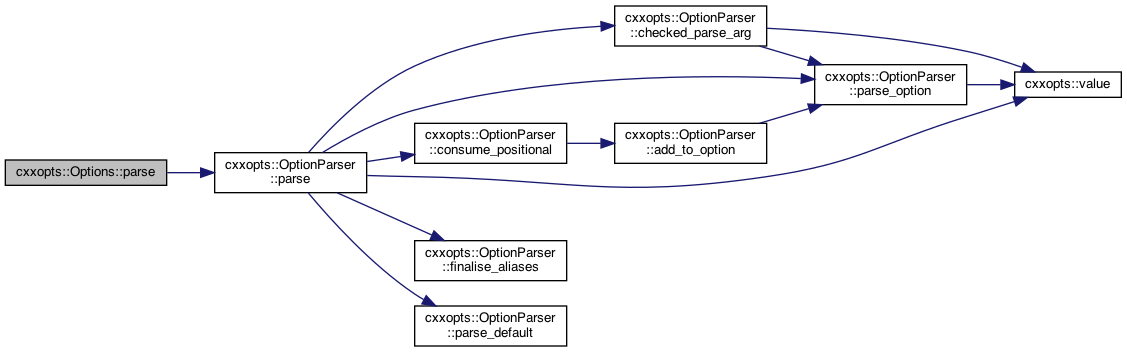 cxxopts::Options::parse
cxxopts::OptionParser
::parse
cxxopts::OptionParser
::checked_parse_arg
cxxopts::OptionParser
::consume_positional
cxxopts::OptionParser
::add_to_option
cxxopts::OptionParser
::parse_option
cxxopts::value
cxxopts::OptionParser
::finalise_aliases
cxxopts::OptionParser
::parse_default